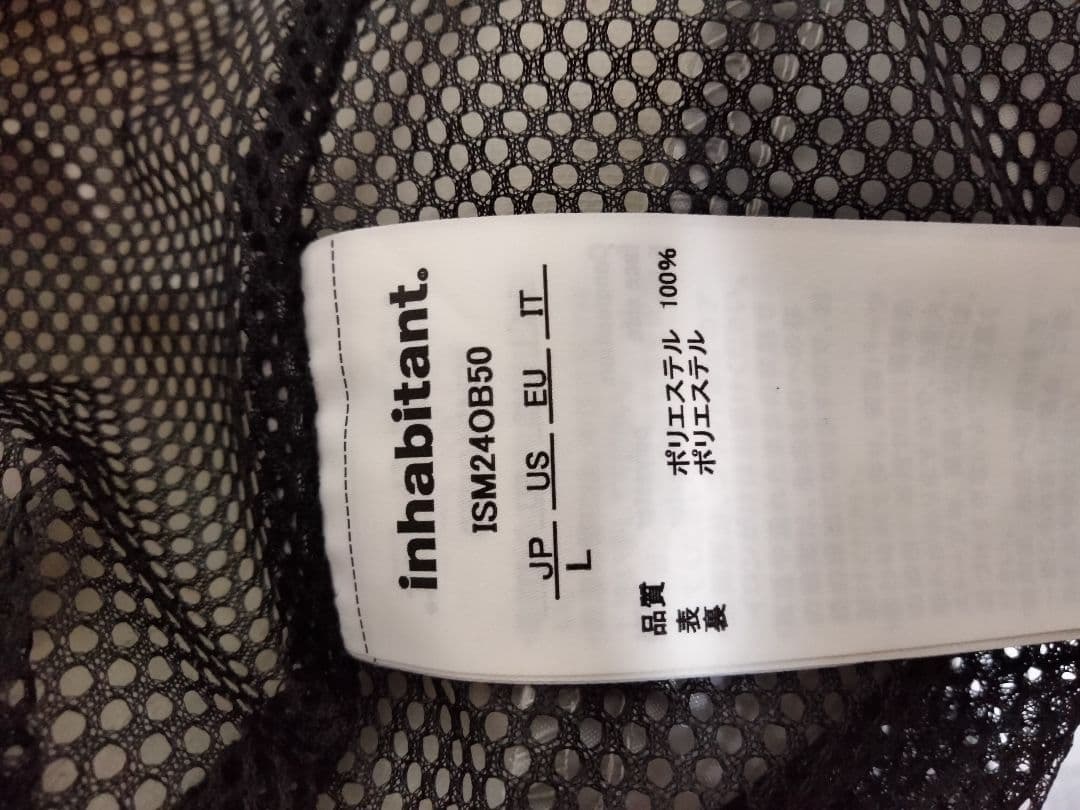 inhabitant.
ISM24OB50
JP US EU IT
L
品質
表 ポリエステル 100%
裏 ポリエステル